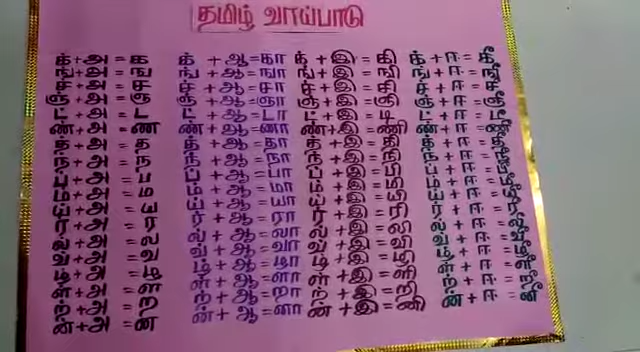 தமிழ் வாய்பாடு
க் + அ = க க் + ஆ = கா க் + இ = கி க் + ஈ = கீ
ங் + அ = ங ங் + ஆ = ஙா ங் + இ = ஙி ங் + ஈ = ஙீ
ச் + அ = ச ச் + ஆ = சா ச் + இ = சி ச் + ஈ = சீ
ஞ் + அ = ஞ ஞ் + ஆ = ஞா ஞ் + இ = ஞி ஞ் + ஈ = ஞீ
ட் + அ = ட ட் + ஆ = டா ட் + இ = டி ட் + ஈ = டீ
ண் + அ = ண ண் + ஆ = ணா ண் + இ = ணி ண் + ஈ = ணீ
த் + அ = த த் + ஆ = தா த் + இ = தி த் + ஈ = தீ
ந் + அ = ந ந் + ஆ = நா ந் + இ = நி ந் + ஈ = நீ
ப் + அ = ப ப் + ஆ = பா ப் + இ = பி ப் + ஈ = பீ
ம் + அ = ம ம் + ஆ = மா ம் + இ = மி ம் + ஈ = மீ
ய் + அ = ய ய் + ஆ = யா ய் + இ = யி ய் + ஈ = யீ
ர் + அ = ர ர் + ஆ = ரா ர் + இ = ரி ர் + ஈ = ரீ
ல் + அ = ல ல் + ஆ = லா ல் + இ = லி ல் + ஈ = லீ
வ் + அ = வ வ் + ஆ = வா வ் + இ = வி வ் + ஈ = வீ
ழ் + அ = ழ ழ் + ஆ = ழா ழ் + இ = ழி ழ் + ஈ = ழீ
ள் + அ = ள ள் + ஆ = ளா ள் + இ = ளி ள் + ஈ = ளீ
ற் + அ = ற ற் + ஆ = றா ற் + இ = றி ற் + ஈ = றீ
ன் + அ = ன ன் + ஆ = னா ன் + இ = னி ன் + ஈ = னீ